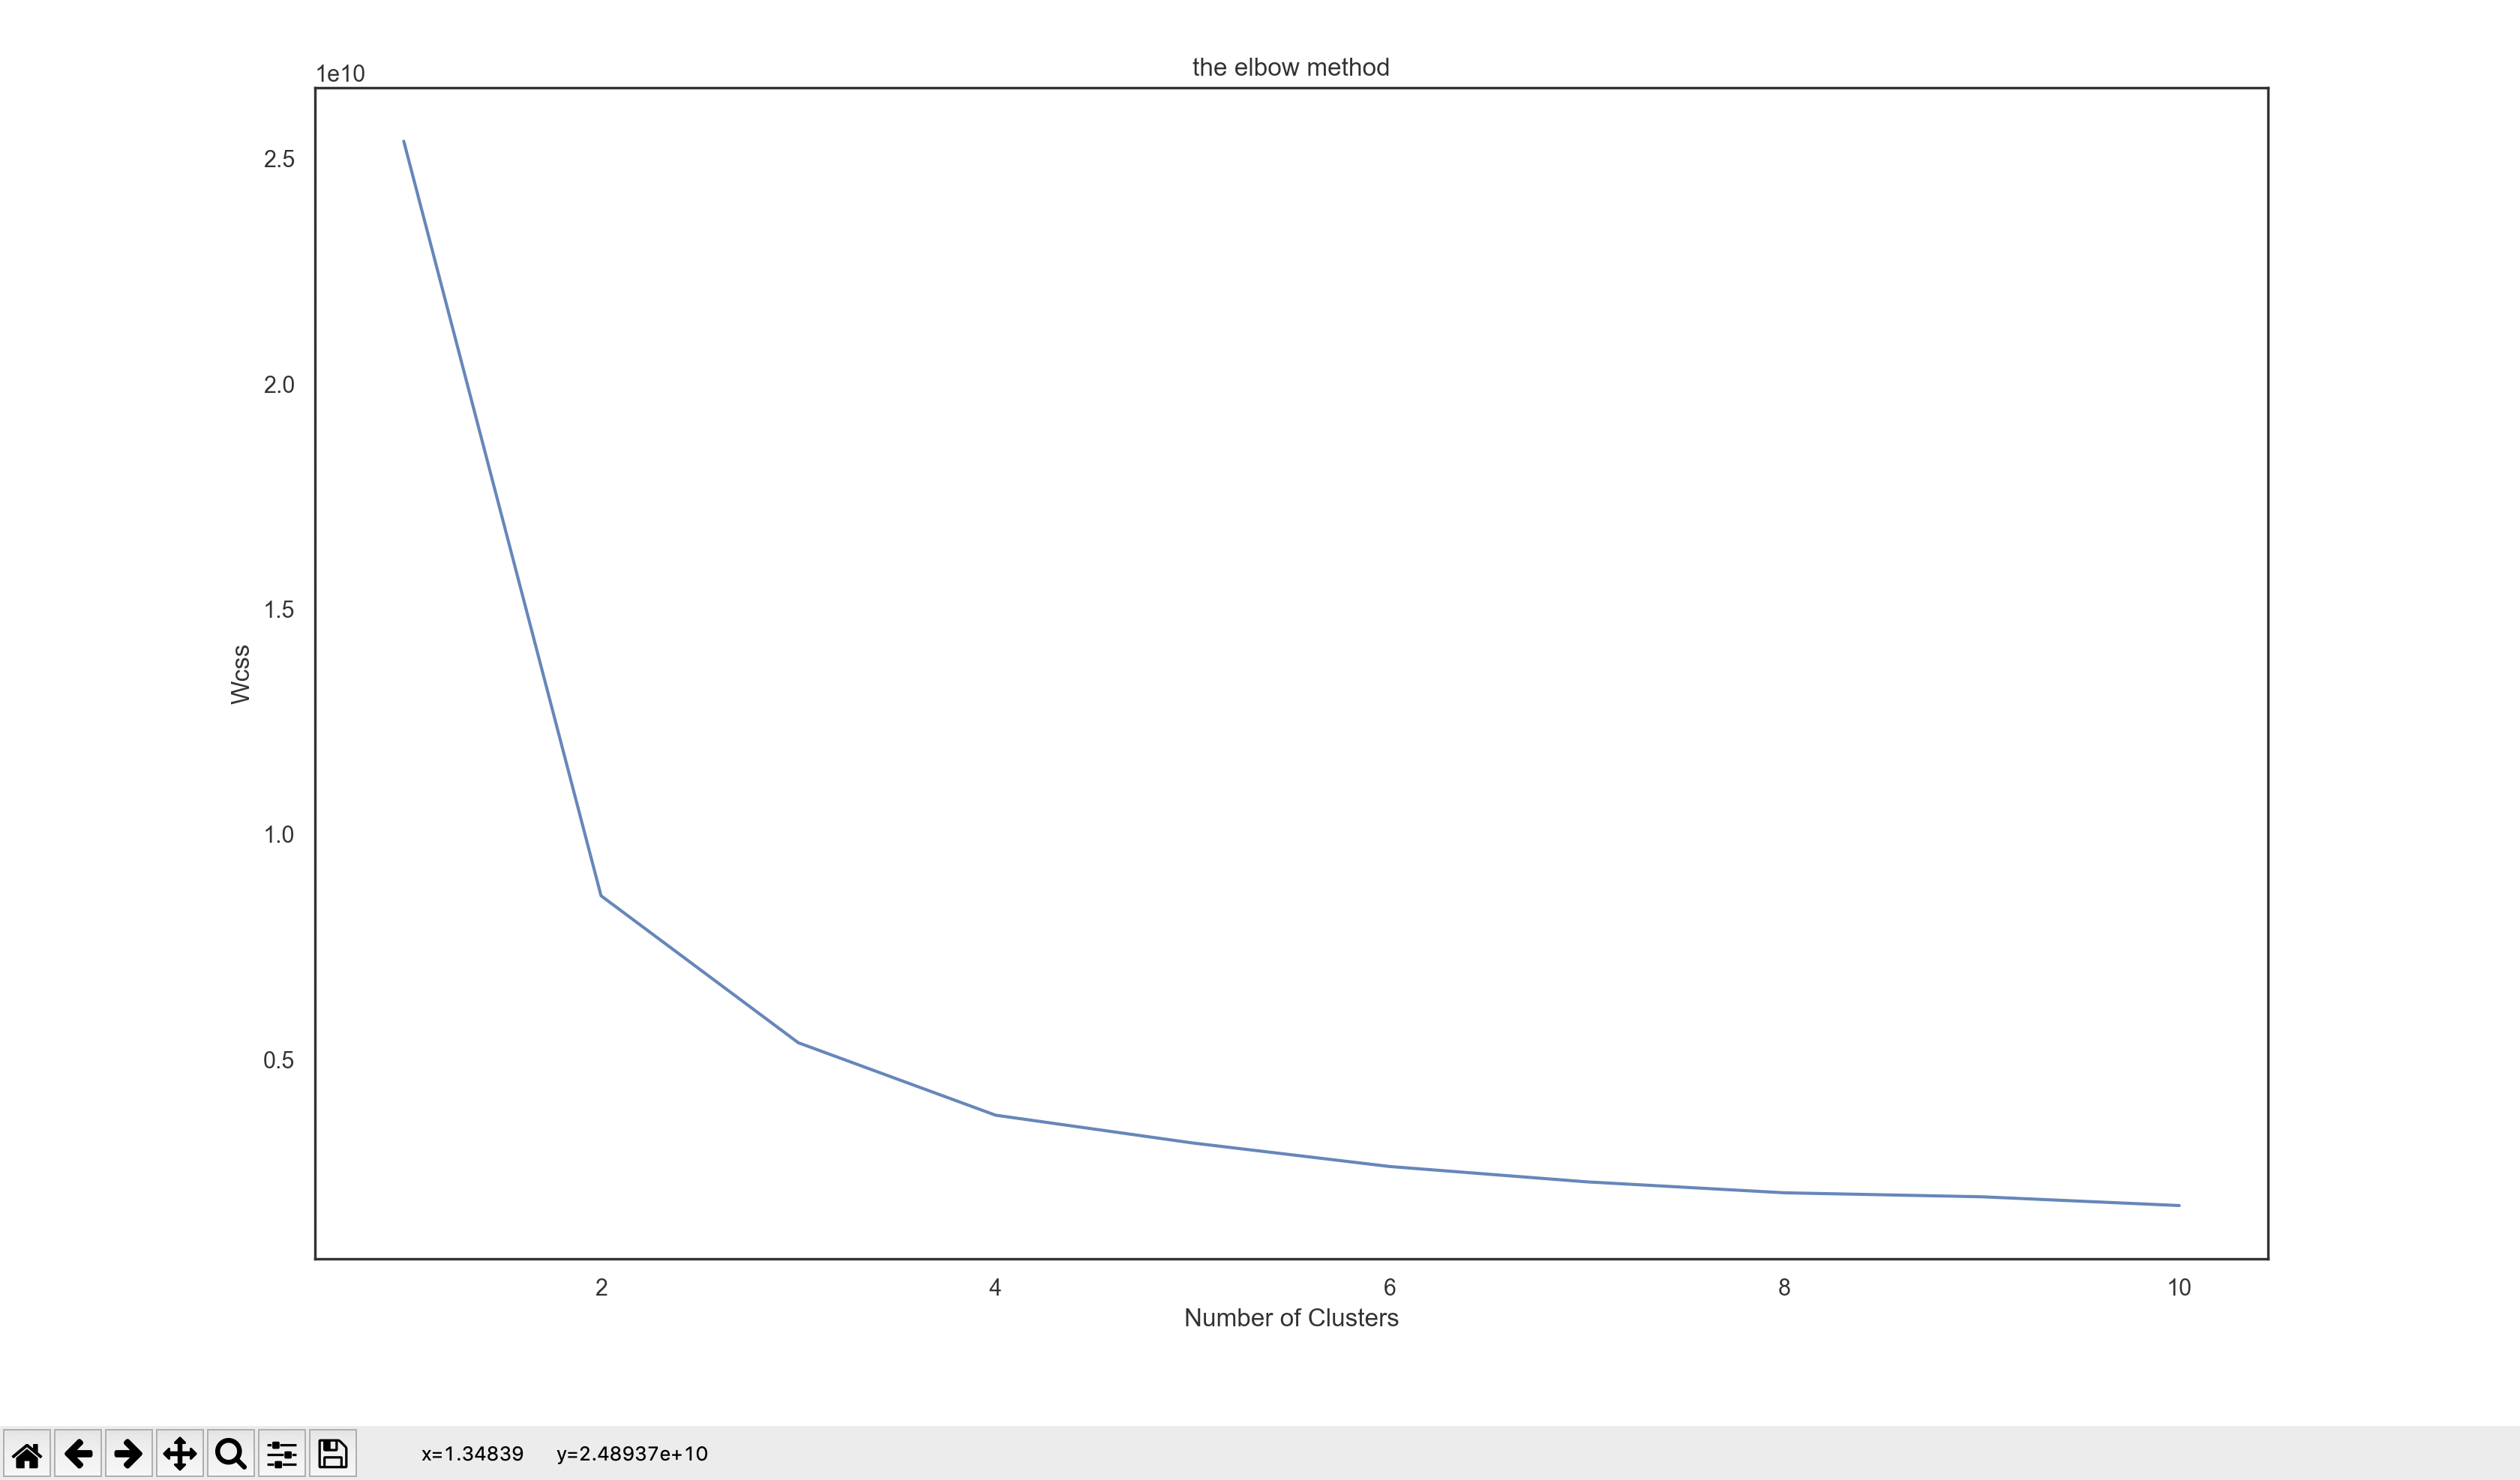 the elbow method
1e10
2.5
2.0
1.5
1.0
0.5
Wcss
2 4 6 8 10
Number of Clusters
x=1.34839 y=2.48937e+10